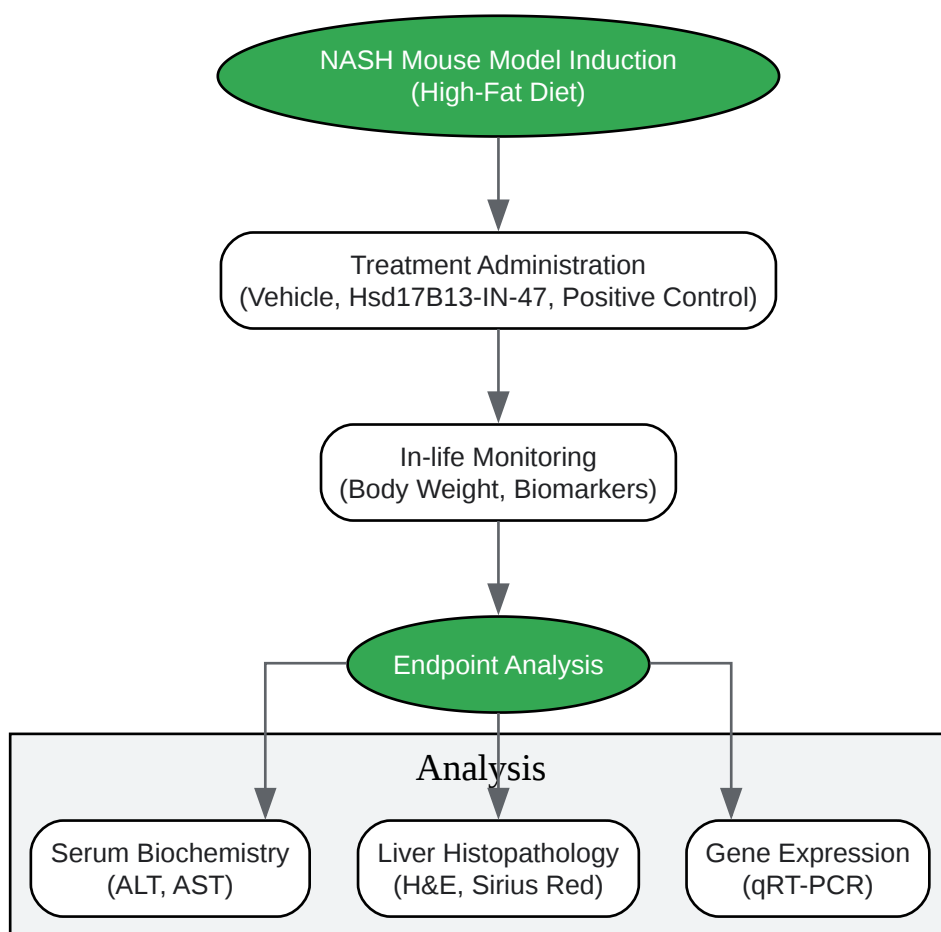 NASH Mouse Model Induction
(High-Fat Diet)
Treatment Administration
(Vehicle, Hsd17B13-IN-47, Positive Control)
In-life Monitoring
(Body Weight, Biomarkers)
Endpoint Analysis
Analysis
Serum Biochemistry
(ALT, AST)
Liver Histopathology
(H&E, Sirius Red)
Gene Expression
(qRT-PCR)